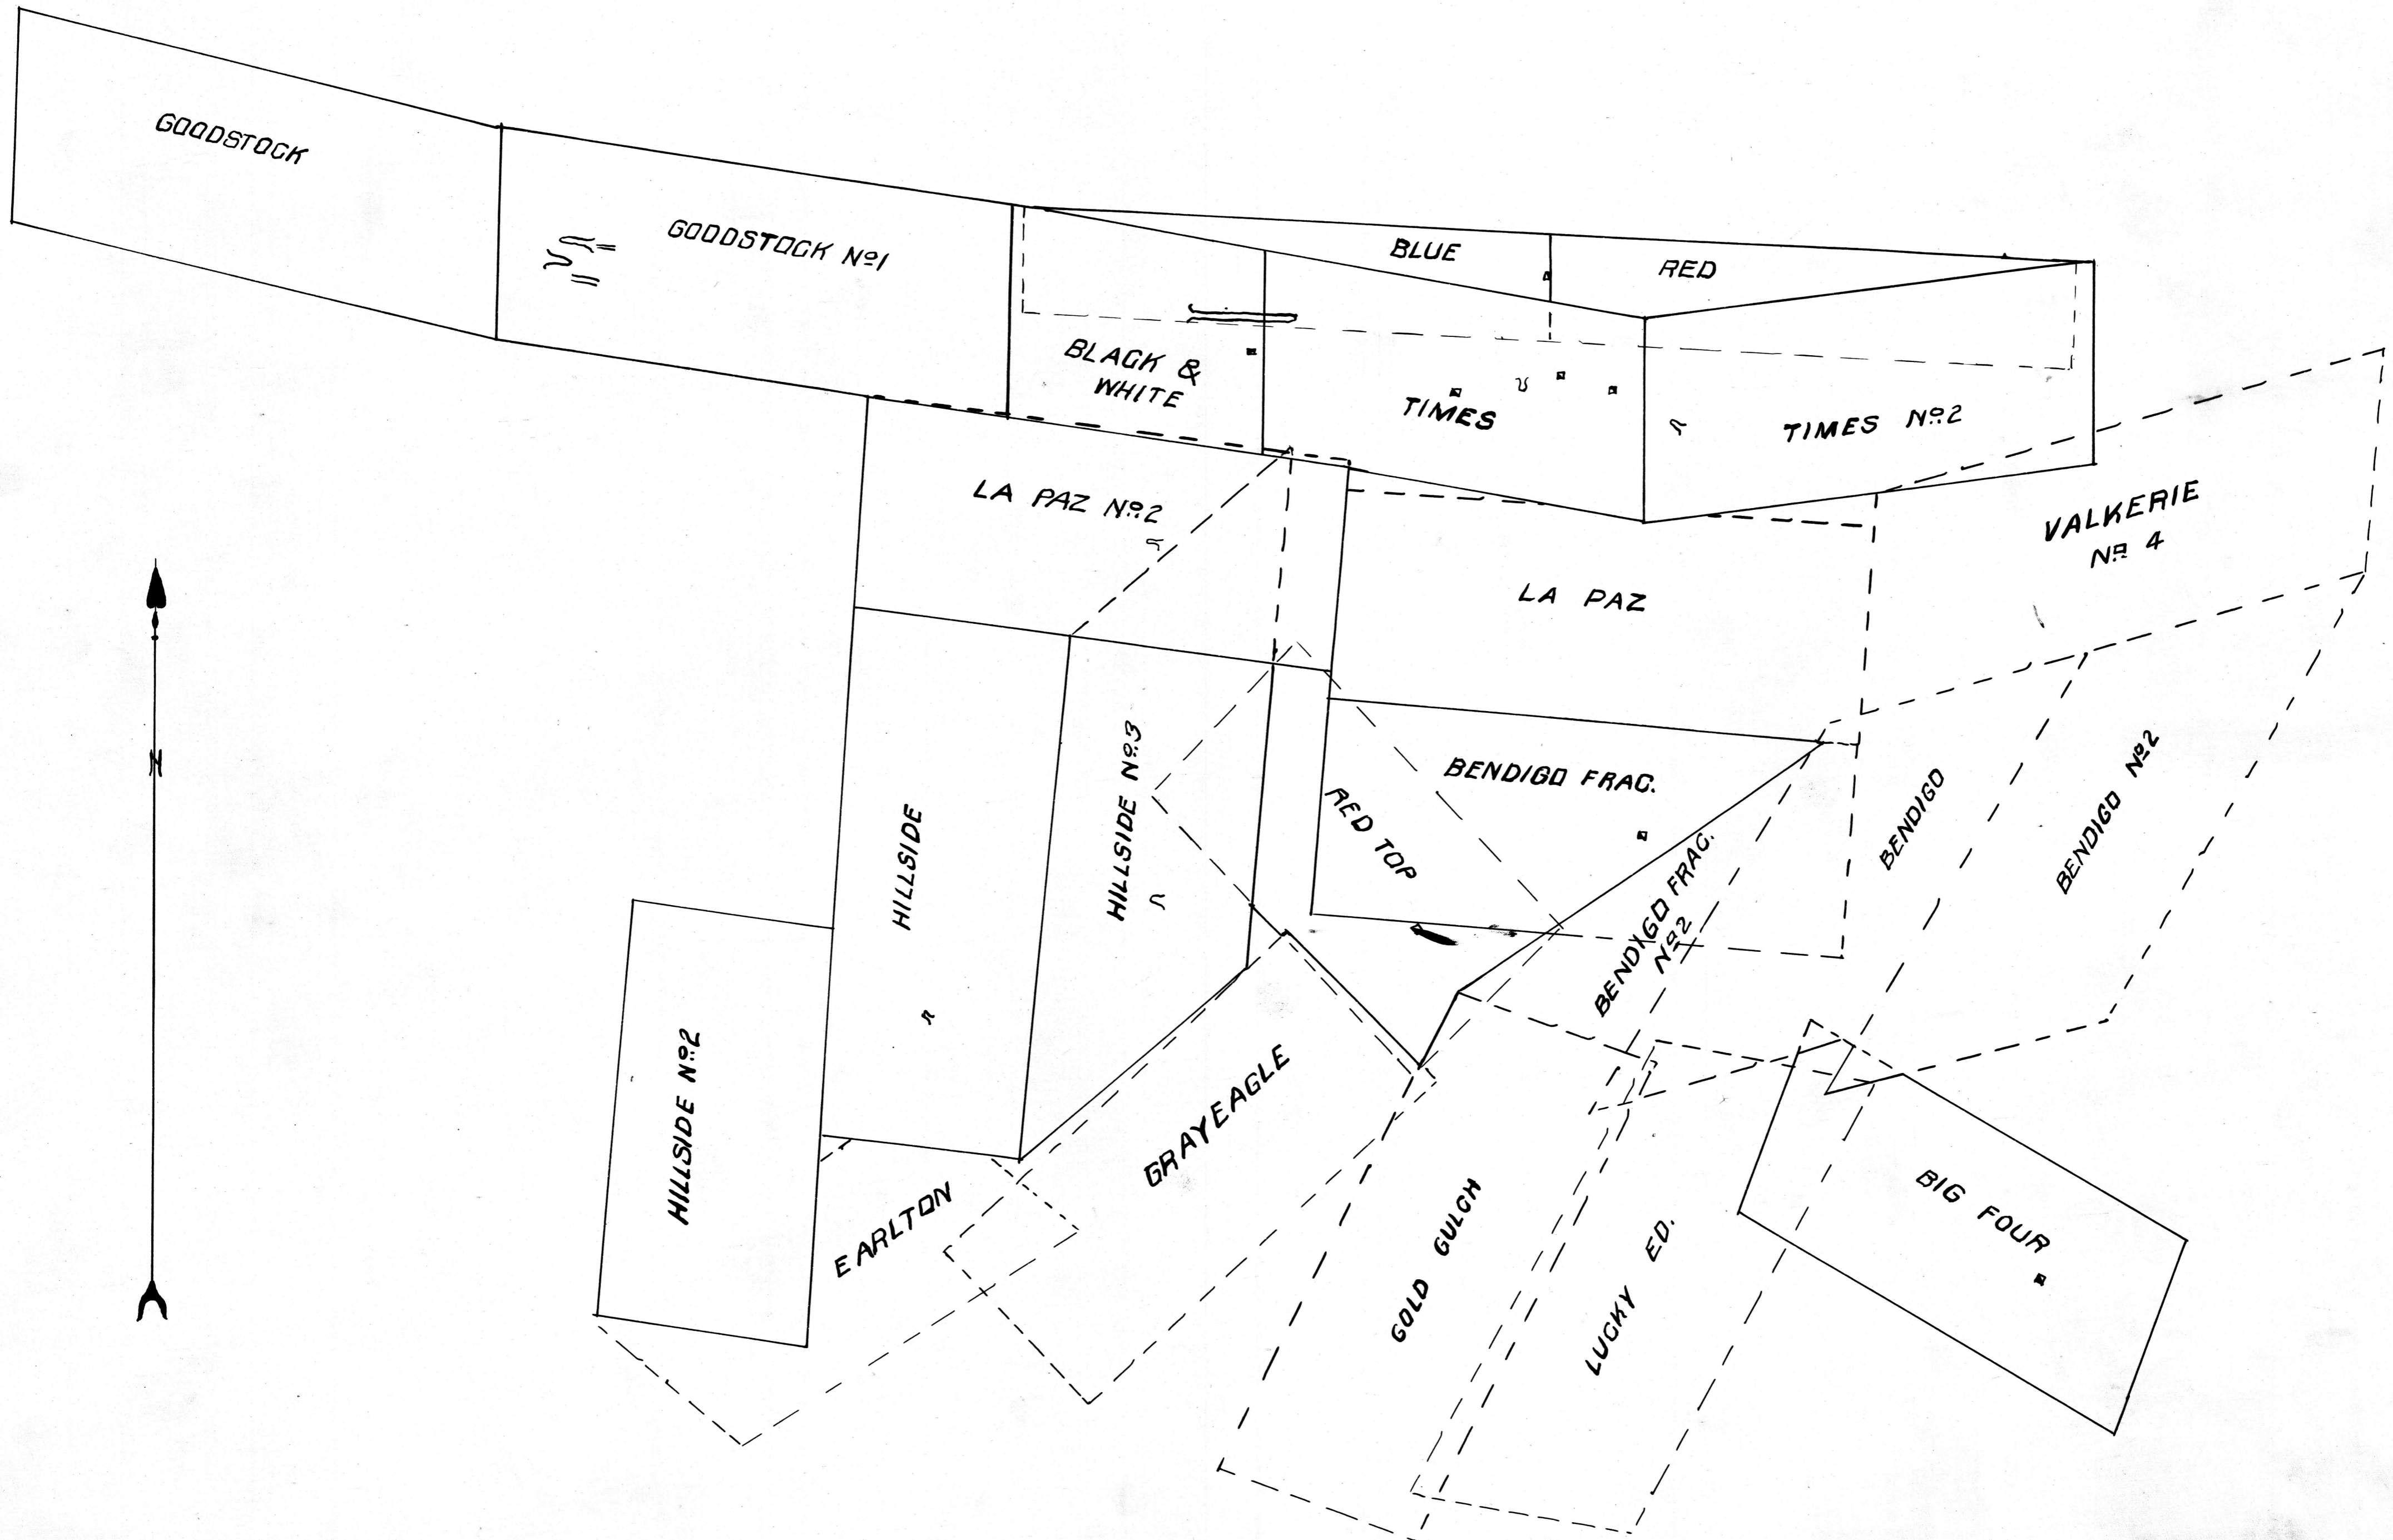 GOODSTOCK
GOODSTOCK Nº1
BLUE
RED
BLACK &
WHITE
TIMES
TIMES Nº2
LA PAZ Nº2
LA PAZ
VALKERIE
Nº 4
N
HILLSIDE
HILLSIDE Nº3
RED TOP
BENDIGO FRAC.
BENDIGO FRAC.
Nº2
BENDIGO
BENDIGO Nº2
HILLSIDE Nº2
EARLTON
GRAYEAGLE
GOLD GULCH
LUCKY ED.
BIG FOUR